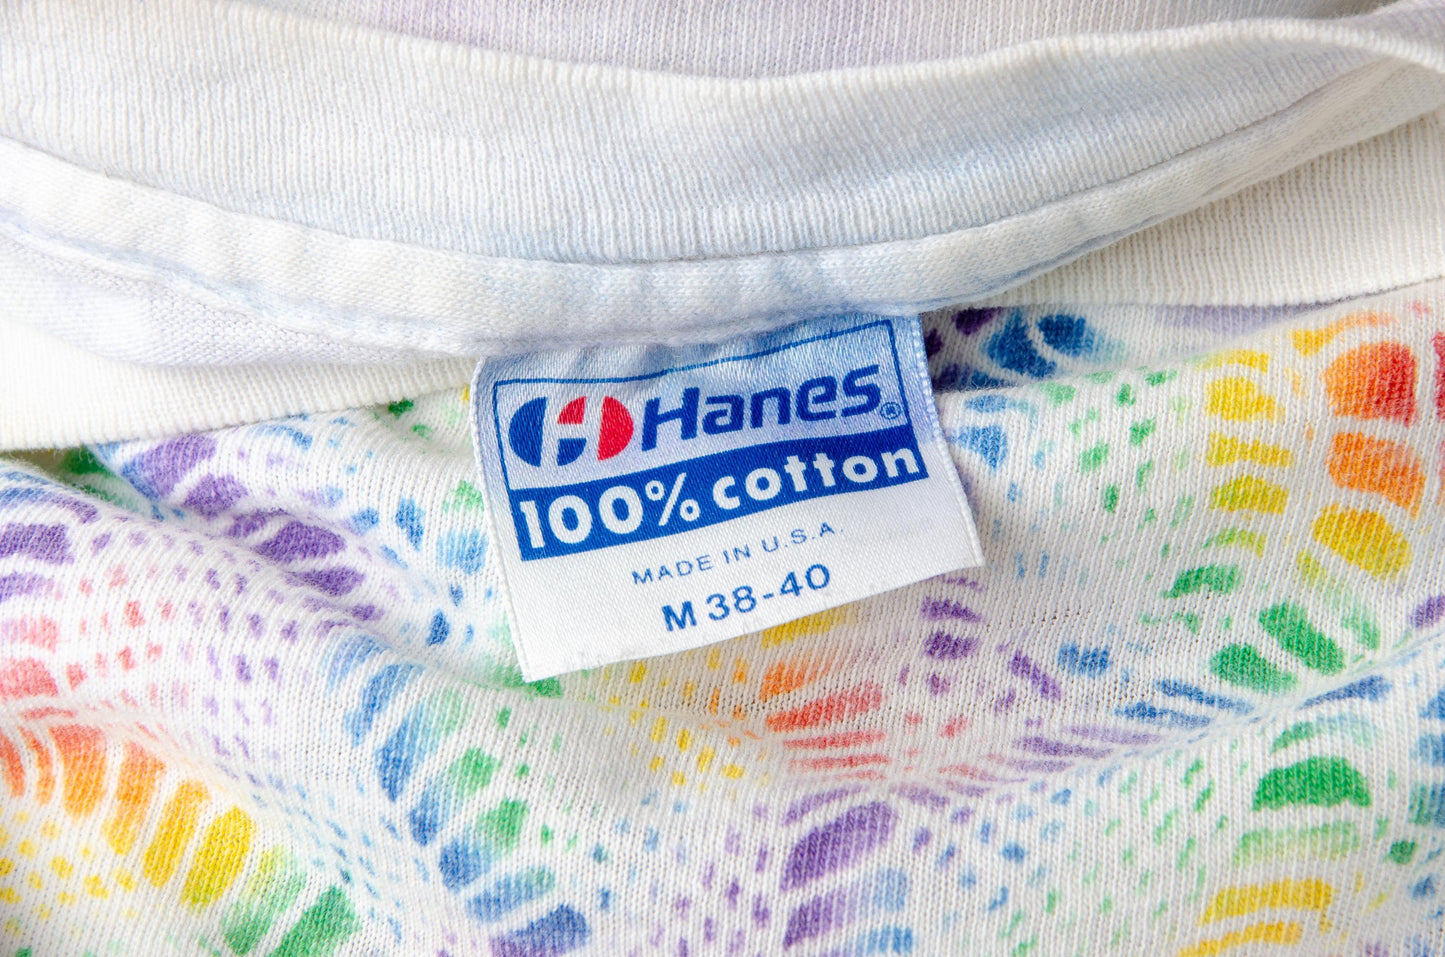 Hanes®
100% cotton
MADE IN U.S.A.
M 38-40